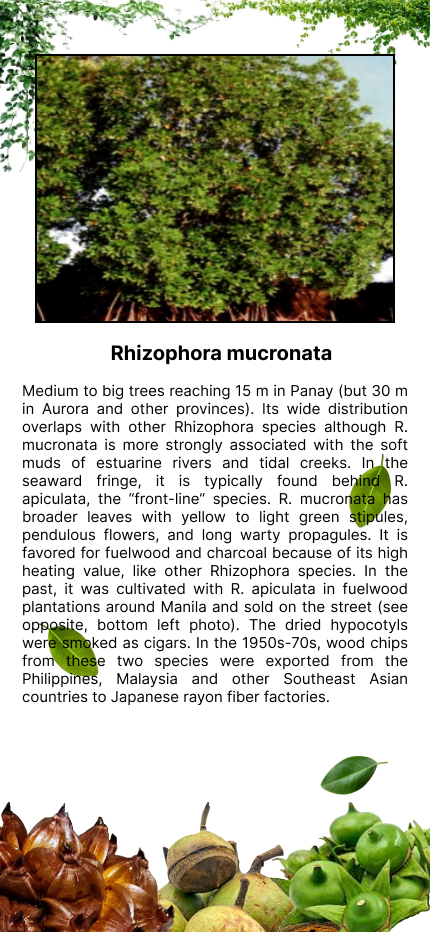 Rhizophora mucronata
Medium to big trees reaching 15 m in Panay (but 30 m
in Aurora and other provinces). Its wide distribution
overlaps with other Rhizophora species although R.
mucronata is more strongly associated with the soft
muds of estuarine rivers and tidal creeks. In the
seaward fringe, it is typically found behind R.
apiculata, the “front-line” species. R. mucronata has
broader leaves with yellow to light green stipules,
pendulous flowers, and long warty propagules. It is
favored for fuelwood and charcoal because of its high
heating value, like other Rhizophora species. In the
past, it was cultivated with R. apiculata in fuelwood
plantations around Manila and sold on the street (see
opposite, bottom left photo). The dried hypocotyls
were smoked as cigars. In the 1950s-70s, wood chips
from these two species were exported from the
Philippines, Malaysia and other Southeast Asian
countries to Japanese rayon fiber factories.